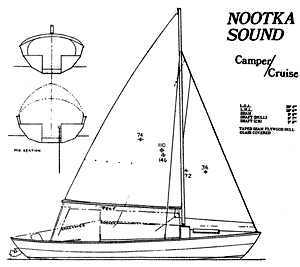 NOOTKA
SOUND
Camper/
Cruise
74
110
146
36
72
L.O.A.
L.W.L.
BEAM
DRAFT (HULL)
DRAFT (CB)
TAPED SEAM PLYWOOD HULL
GLASS COVERED
MID SECTION